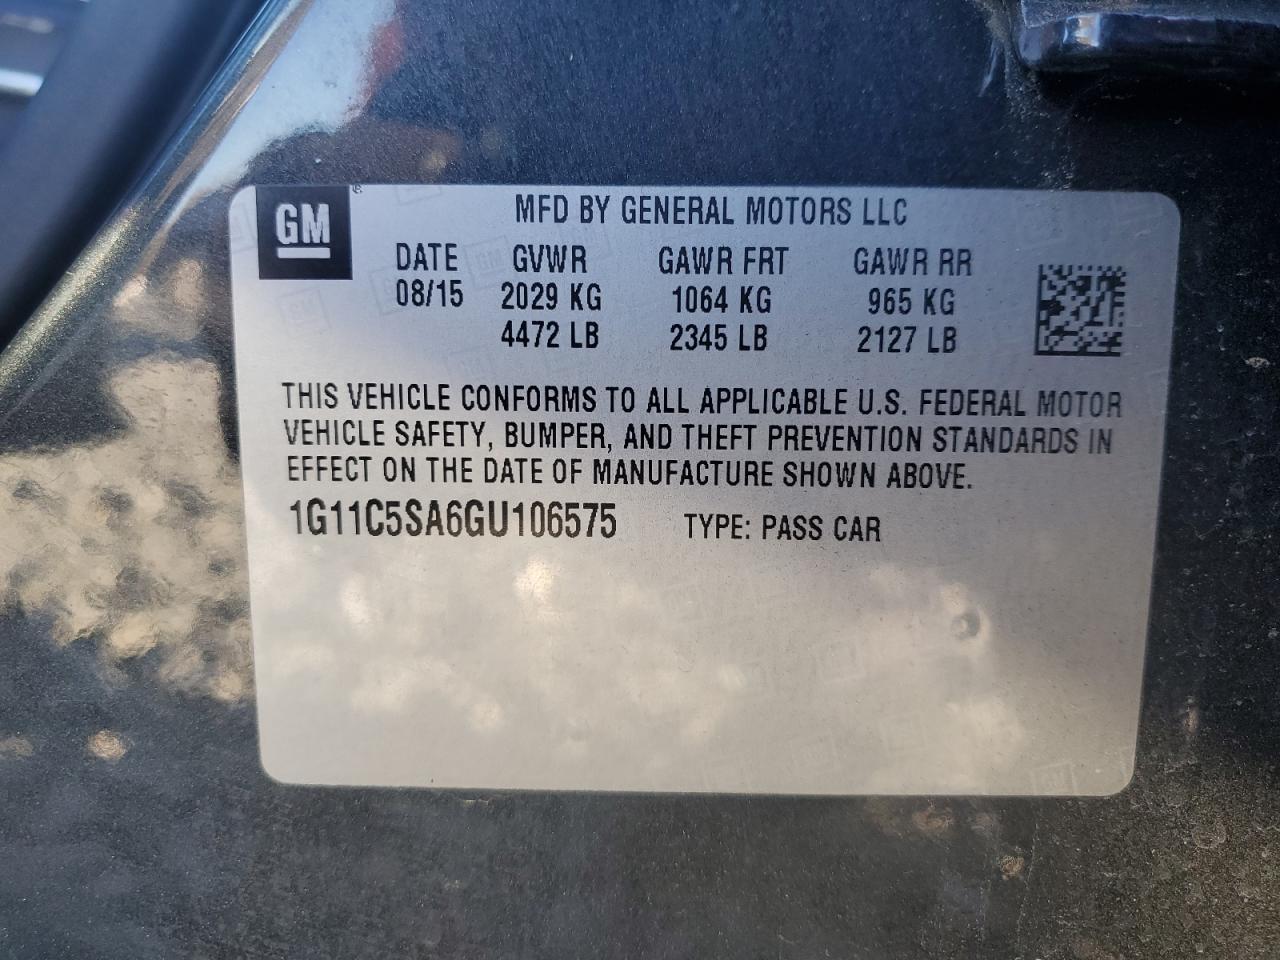 GM
MFD BY GENERAL MOTORS LLC
DATE GVWR GAWR FRT GAWR RR
08/15 2029 KG 1064 KG 965 KG
4472 LB 2345 LB 2127 LB
THIS VEHICLE CONFORMS TO ALL APPLICABLE U.S. FEDERAL MOTOR
VEHICLE SAFETY, BUMPER, AND THEFT PREVENTION STANDARDS IN
EFFECT ON THE DATE OF MANUFACTURE SHOWN ABOVE.
1G11C5SA6GU106575 TYPE: PASS CAR